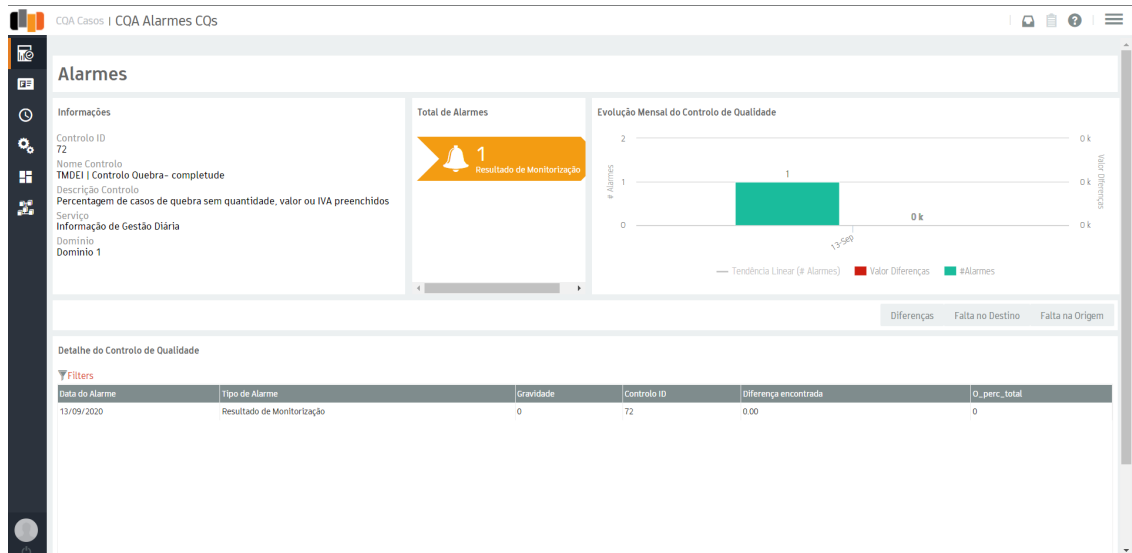 CQA Casos | CQA Alarmes CQs
Alarmes
Informações
Controlo ID
72
Nome Controlo
TMDEI | Controlo Quebra- completude
Descrição Controlo
Percentagem de casos de quebra sem quantidade, valor ou IVA preenchidos
Serviço
Informação de Gestão Diária
Dominio
Dominio 1
Total de Alarmes
1
Resultado de Monitorização
Evolução Mensal do Controlo de Qualidade
2
1
0
# Alarmes
1
0 k
13-Sep
0 k
0 k
0 k
Valor Diferenças
Tendência Linear (# Alarmes) Valor Diferenças #Alarmes
Diferenças Falta no Destino Falta na Origem
Detalhe do Controlo de Qualidade
Filters
Data do Alarme Tipo de Alarme Gravidade Controlo ID Diferença encontrada O_perc_total
13/09/2020 Resultado de Monitorização 0 72 0.00 0